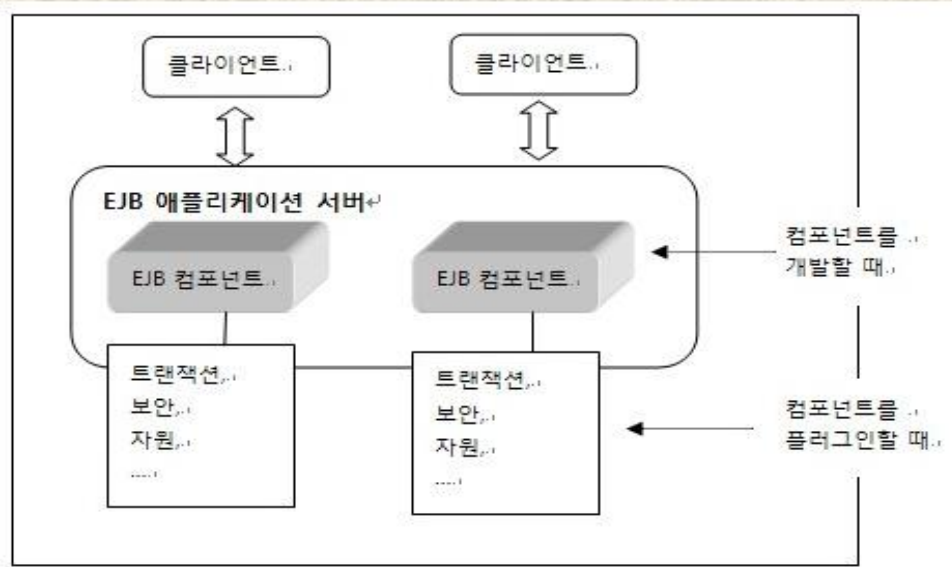 클라이언트
클라이언트
EJB 애플리케이션 서버
EJB 컴포넌트
EJB 컴포넌트
컴포넌트를
개발할 때
트랜잭션,
보안,
자원,
....
트랜잭션,
보안,
자원,
....
컴포넌트를
플러그인할 때